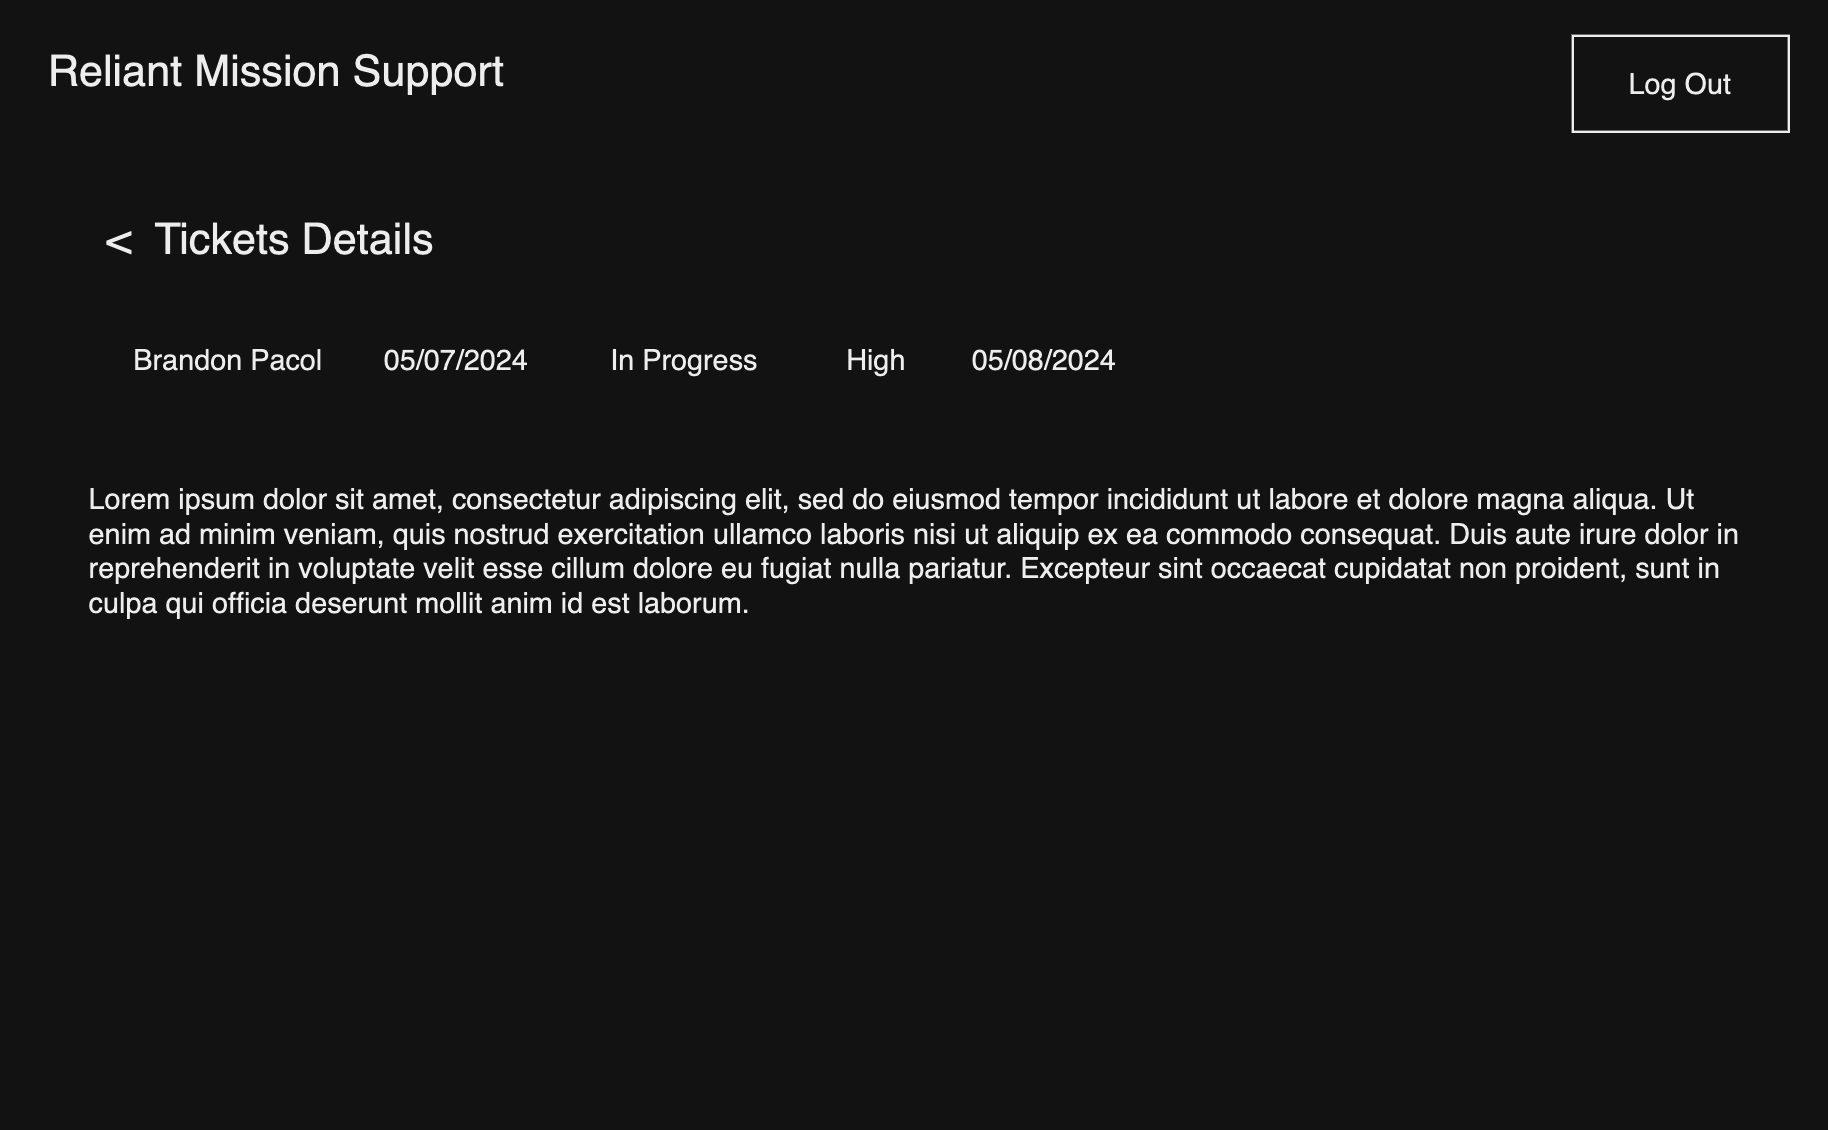 Reliant Mission Support
Log Out
< Tickets Details
Brandon Pacol 05/07/2024 In Progress High 05/08/2024
Lorem ipsum dolor sit amet, consectetur adipiscing elit, sed do eiusmod tempor incididunt ut labore et dolore magna aliqua. Ut
enim ad minim veniam, quis nostrud exercitation ullamco laboris nisi ut aliquip ex ea commodo consequat. Duis aute irure dolor in
reprehenderit in voluptate velit esse cillum dolore eu fugiat nulla pariatur. Excepteur sint occaecat cupidatat non proident, sunt in
culpa qui officia deserunt mollit anim id est laborum.